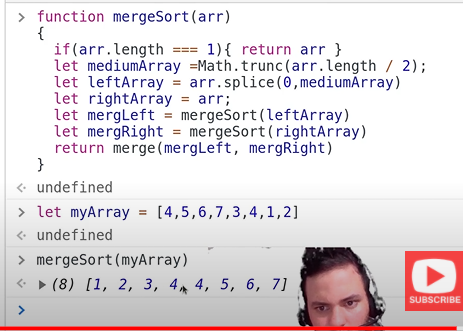 function mergeSort(arr)
{
if(arr.length === 1){ return arr }
let mediumArray =Math.trunc(arr.length / 2);
let leftArray = arr.splice(0,mediumArray)
let rightArray = arr;
let mergLeft = mergeSort(leftArray)
let mergRight = mergeSort(rightArray)
return merge(mergLeft, mergRight)
}
undefined
let myArray = [4,5,6,7,3,4,1,2]
undefined
mergeSort(myArray)
(8) [1, 2, 3, 4, 4, 5, 6, 7]
SUBSCRIBE